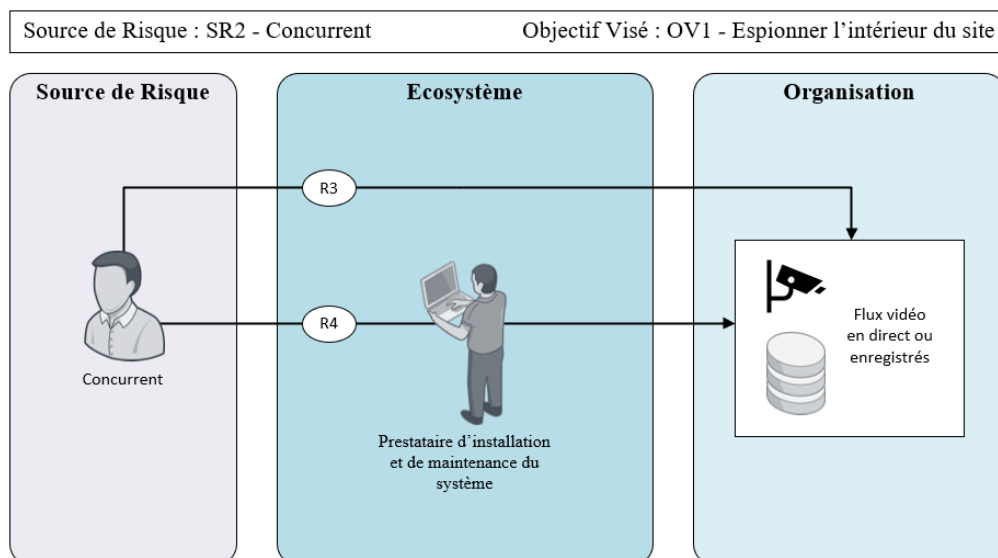 Source de Risque : SR2 - Concurrent
Objectif Visé : OV1 - Espionner l’intérieur du site
Source de Risque
Ecosystème
Organisation
R3
R4
Concurrent
Prestataire d’installation
et de maintenance du
système
Flux vidéo
en direct ou
enregistrés